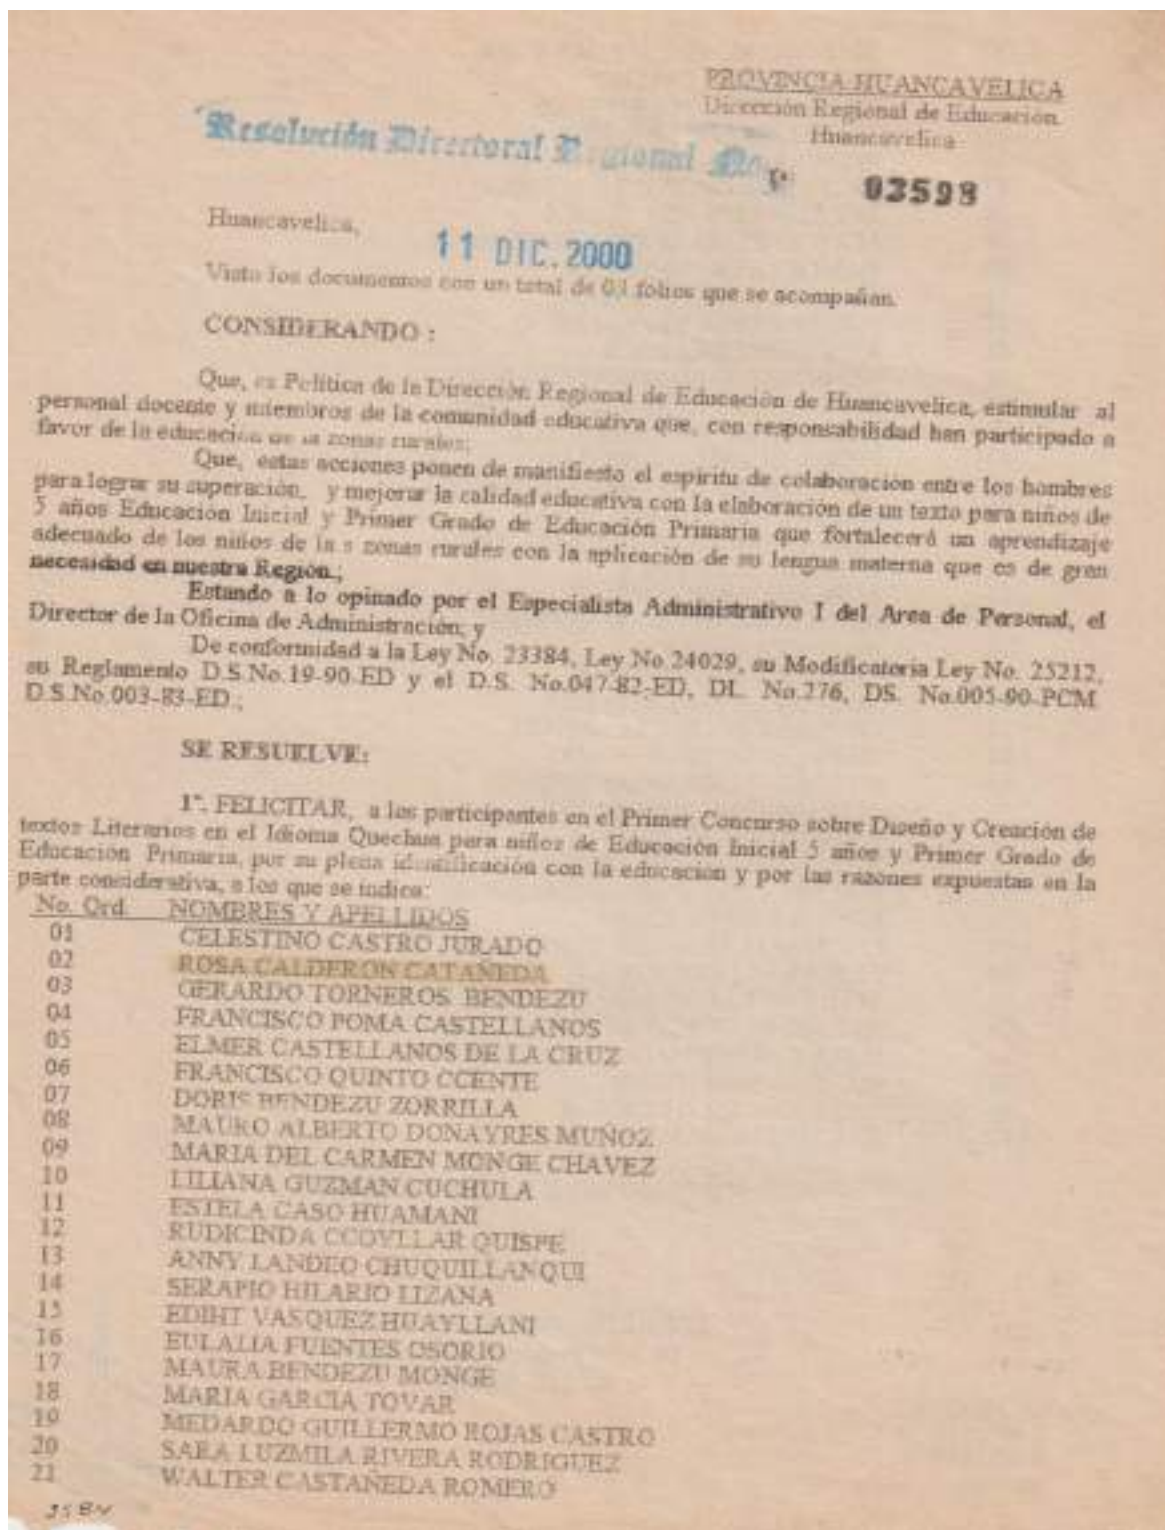 PROVINCIA HUANCAVELICA
Dirección Regional de Educación
Huancavelica
Resolución Directoral Regional No.
03598
Huancavelica,
11 DIC. 2000
Visto los documentos con un total de folios que se acompañan.
CONSIDERANDO :
Que, es Política de la Dirección Regional de Educación de Huancavelica, estimular al
personal docente y miembros de la comunidad educativa que, con responsabilidad han participado a
favor de la educación de la zonas rurales;
Que, estas acciones ponen de manifiesto el espíritu de colaboración entre los hombres
para lograr su superación, y mejorar la calidad educativa con la elaboración de un texto para niños de
5 años Educación Inicial y Primer Grado de Educación Primaria que fortalecerá un aprendizaje
adecuado de los niños de la s zonas rurales con la aplicación de su lengua materna que es de gran
necesidad en nuestra Región.;
Estando a lo opinado por el Especialista Administrativo I del Area de Personal, el
Director de la Oficina de Administración; y
De conformidad a la Ley No. 23384, Ley No.24029, su Modificatoria Ley No. 25212,
su Reglamento D.S.No.19-90.ED y el D.S. No.047-82-ED, DL. No.276, DS. No.005-90-PCM.
D.S.No.003-83-ED.;
SE RESUELVE:
1º. FELICITAR, a los participantes en el Primer Concurso sobre Diseño y Creación de
textos Literarios en el Idioma Quechua para niños de Educación Inicial 5 años y Primer Grado de
Educación Primaria, por su plena identificación con la educación y por las razones expuestas en la
parte considerativa, a los que se indica:
No. Ord. NOMBRES Y APELLIDOS
01 CELESTINO CASTRO JURADO
02 ROSA CALDERON CATAÑEDA
03 GERARDO TORNEROS BENDEZU
04 FRANCISCO POMA CASTELLANOS
05 ELMER CASTELLANOS DE LA CRUZ
06 FRANCISCO QUINTO CCENTE
07 DORIS BENDEZU ZORRILLA
08 MAURO ALBERTO DONAYRES MUÑOZ
09 MARIA DEL CARMEN MONGE CHAVEZ
10 LILIANA GUZMAN CUCHULA
11 ESTELA CASO HUAMANI
12 RUDICINDA CCOYLLAR QUISPE
13 ANNY LANDEO CHUQUILLANQUI
14 SERAPIO HILARIO LIZANA
15 EDIHT VASQUEZ HUAYLLANI
16 EULALIA FUENTES OSORIO
17 MAURA BENDEZU MONGE
18 MARIA GARCIA TOVAR
19 MEDARDO GUILLERMO ROJAS CASTRO
20 SARA LUZMILA RIVERA RODRIGUEZ
21 WALTER CASTAÑEDA ROMERO